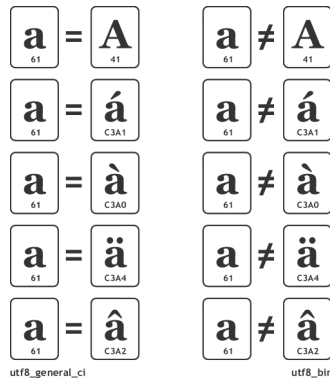 a = A a ≠ A
61 41 61 41
a = á a ≠ á
61 C3A1 61 C3A1
a = à a ≠ à
61 C3A0 61 C3A0
a = ä a ≠ ä
61 C3A4 61 C3A4
a = â a ≠ â
61 C3A2 61 C3A2
utf8_general_ci utf8_bin